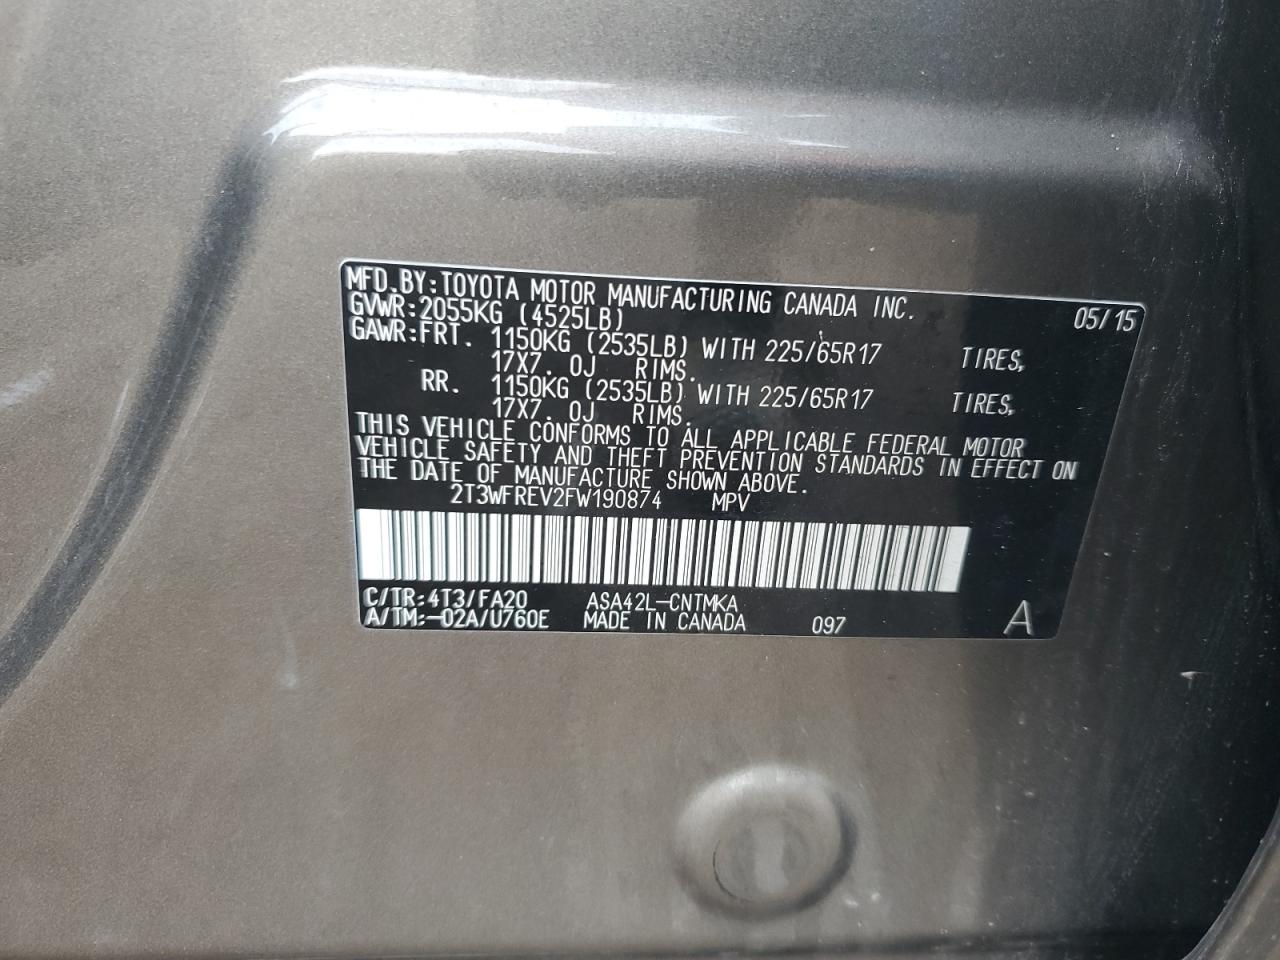 MFD.BY:TOYOTA MOTOR MANUFACTURING CANADA INC. 05/15
GVWR:2055KG (4525LB)
GAWR:FRT. 1150KG (2535LB) WITH 225/65R17 TIRES,
17X7. 0J RIMS.
RR. 1150KG (2535LB) WITH 225/65R17 TIRES,
17X7. 0J RIMS.
THIS VEHICLE CONFORMS TO ALL APPLICABLE FEDERAL MOTOR
VEHICLE SAFETY AND THEFT PREVENTION STANDARDS IN EFFECT ON
THE DATE OF MANUFACTURE SHOWN ABOVE.
2T3WFREV2FW190874 MPV
C/TR:4T3/FA20 ASA42L-CNTMKA
A/TM:-02A/U760E MADE IN CANADA 097 A